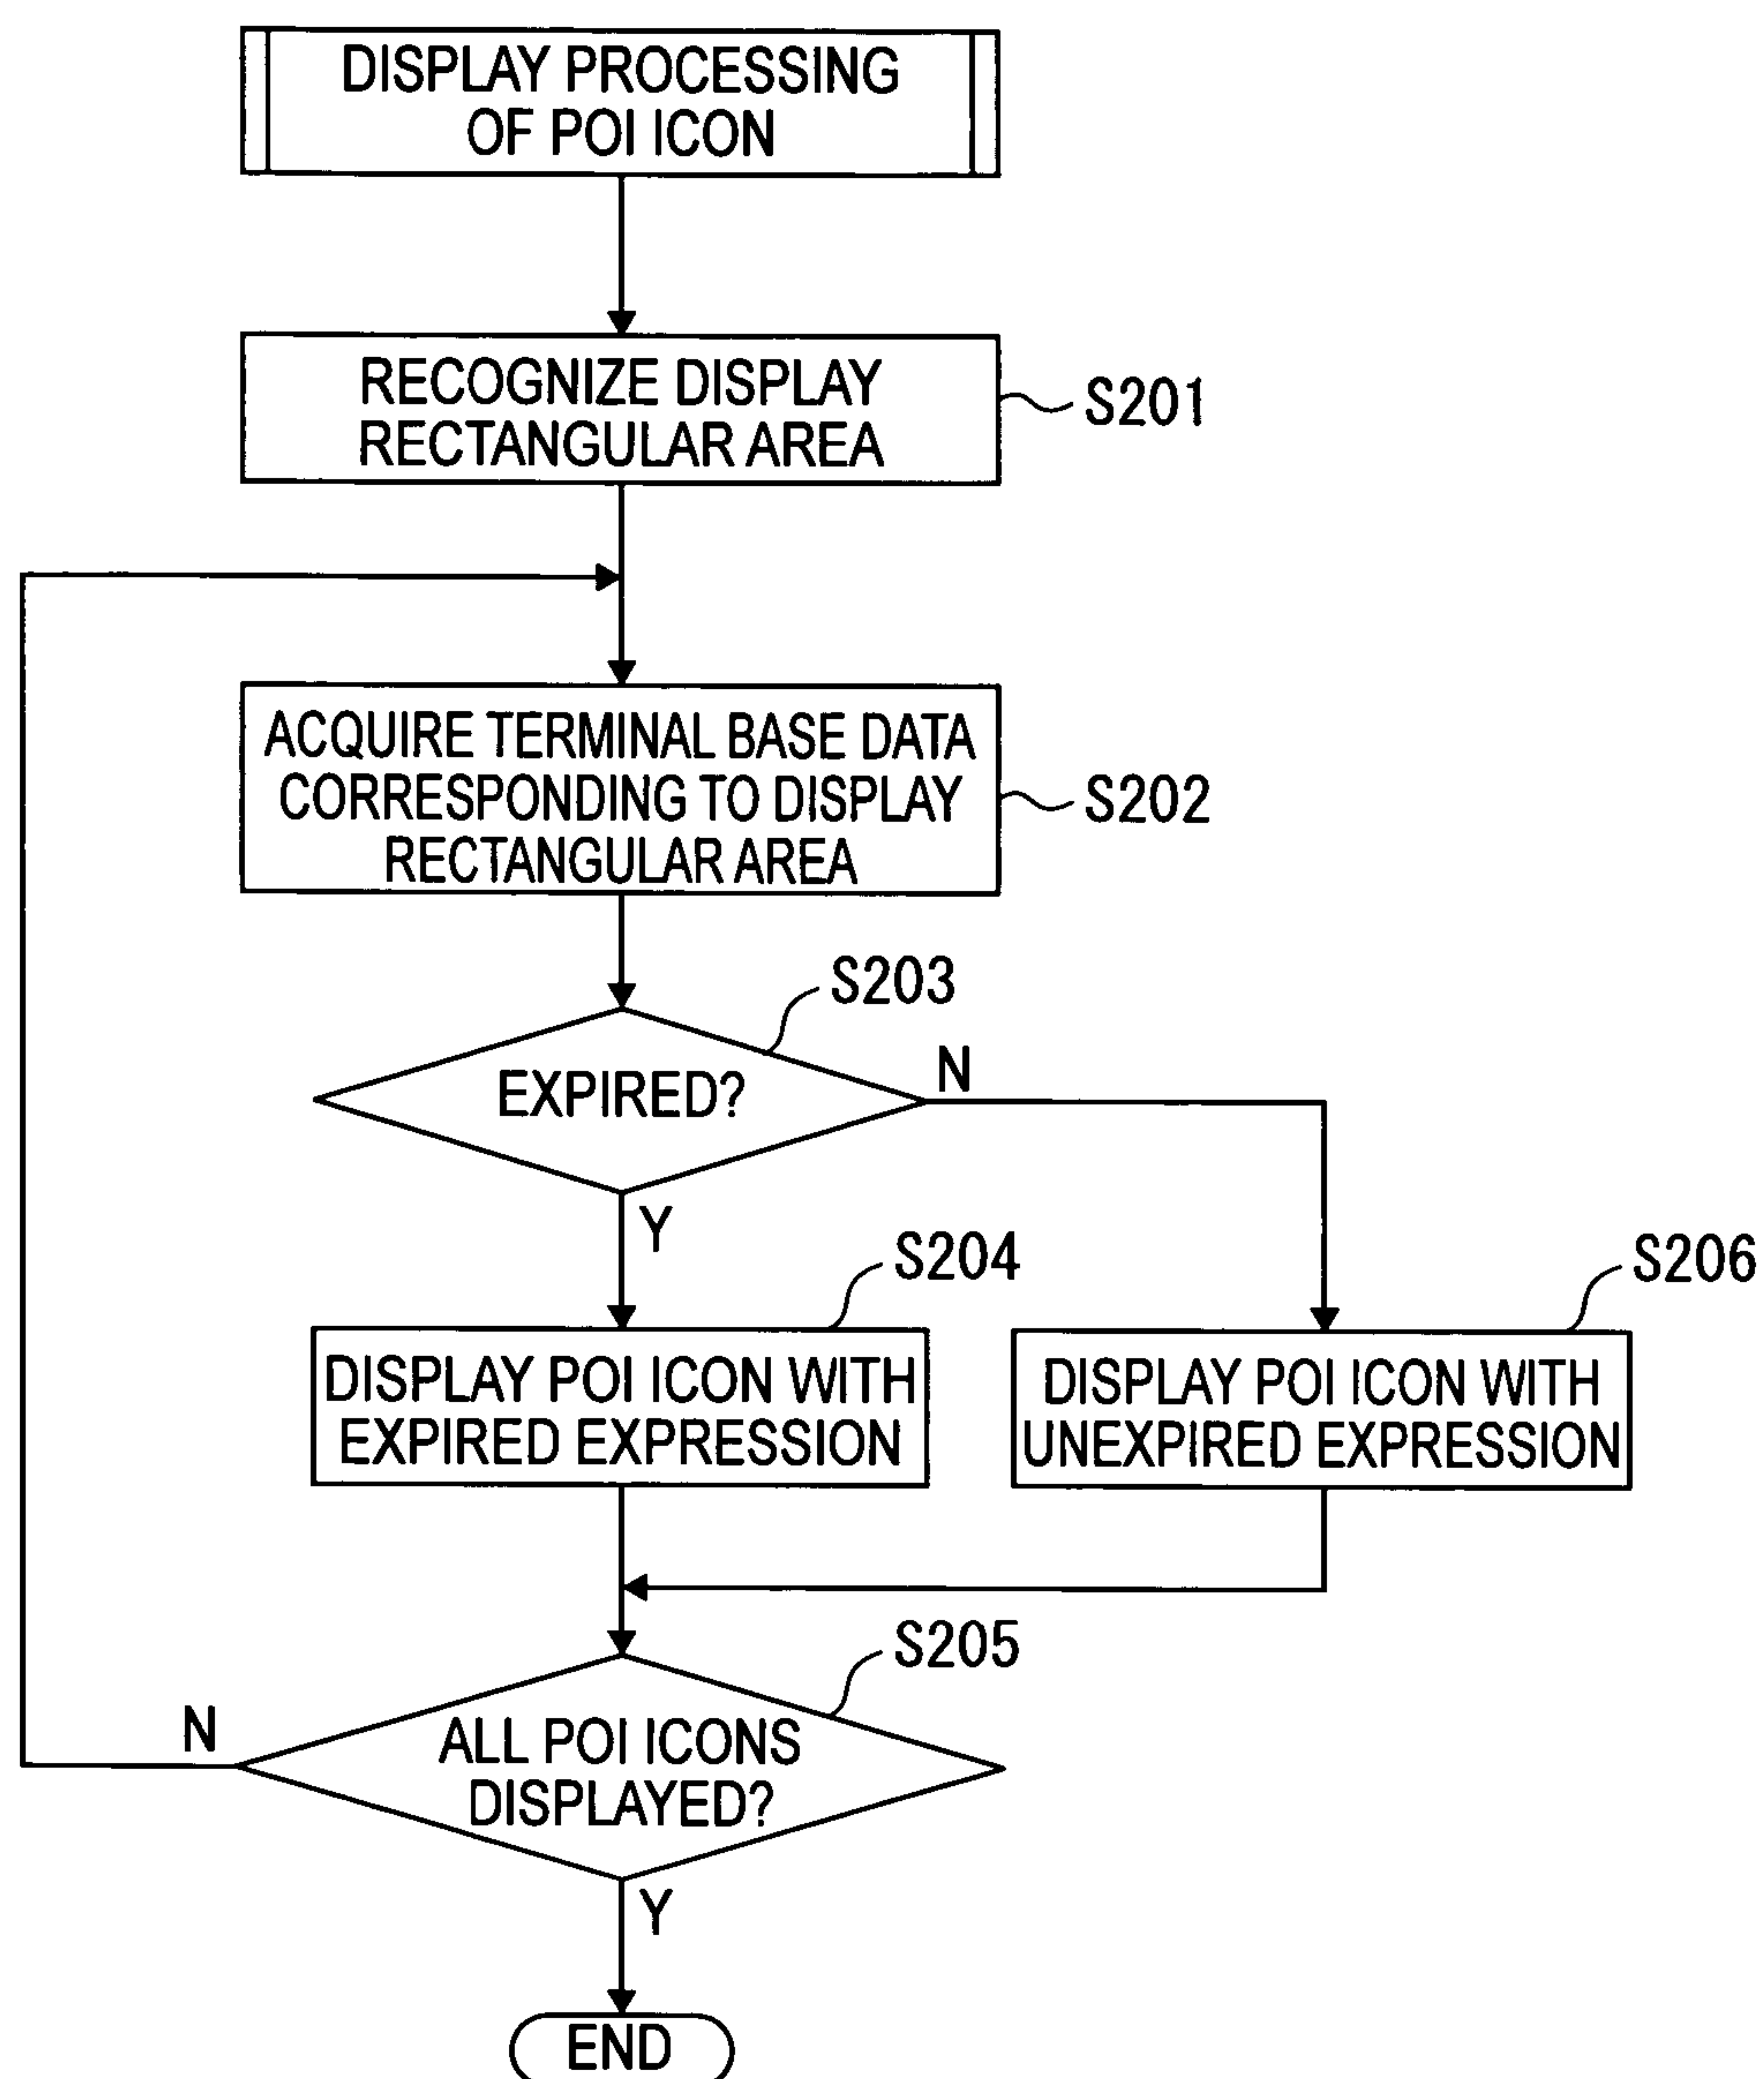 DISPLAY PROCESSING
OF POI ICON
RECOGNIZE DISPLAY
RECTANGULAR AREA
S201
ACQUIRE TERMINAL BASE DATA
CORRESPONDING TO DISPLAY
RECTANGULAR AREA
S202
S203
EXPIRED?
N
Y
S204
DISPLAY POI ICON WITH
EXPIRED EXPRESSION
S206
DISPLAY POI ICON WITH
UNEXPIRED EXPRESSION
S205
ALL POI ICONS
DISPLAYED?
N
Y
END